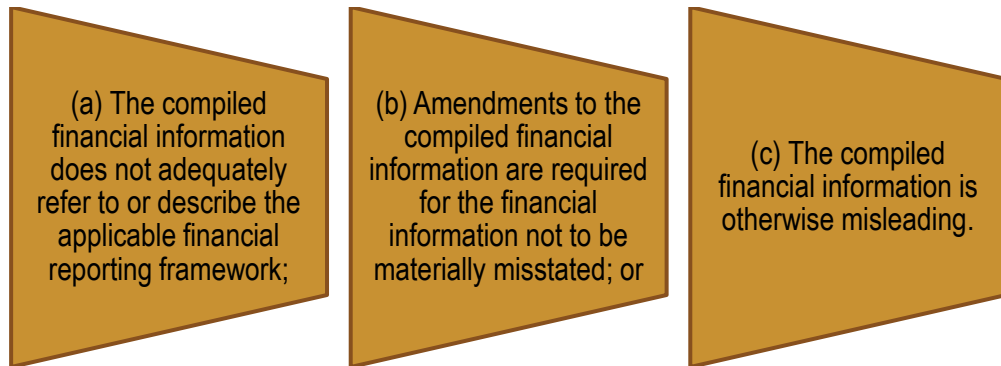 (a) The compiled
financial information
does not adequately
refer to or describe the
applicable financial
reporting framework;
(b) Amendments to the
compiled financial
information are required
for the financial
information not to be
materially misstated; or
(c) The compiled
financial information is
otherwise misleading.